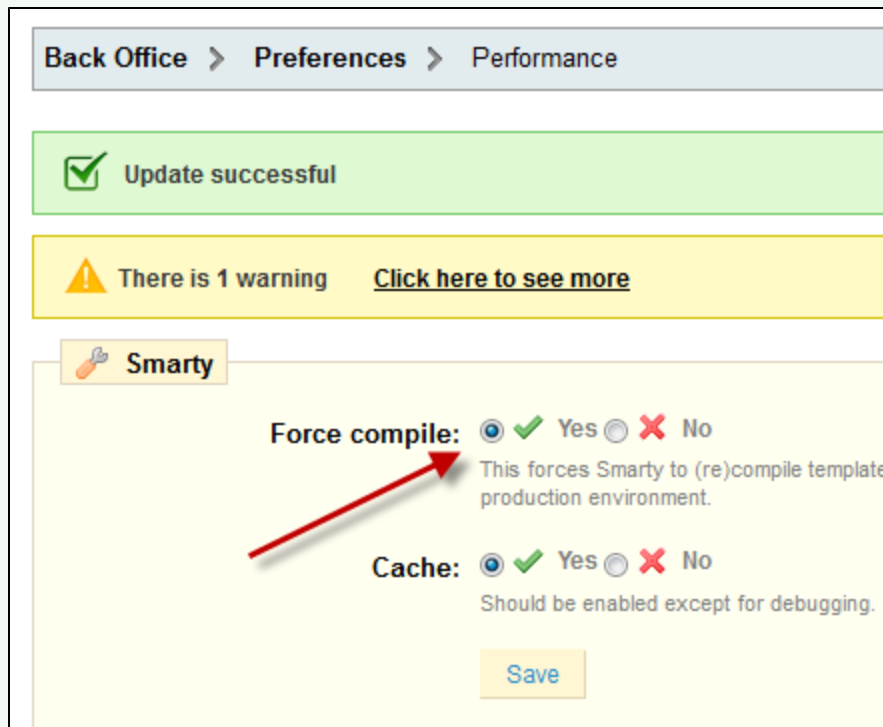 Back Office > Preferences > Performance
Update successful
There is 1 warning Click here to see more
Smarty
Force compile: Yes No
This forces Smarty to (re)compile template
production environment.
Cache: Yes No
Should be enabled except for debugging.
Save